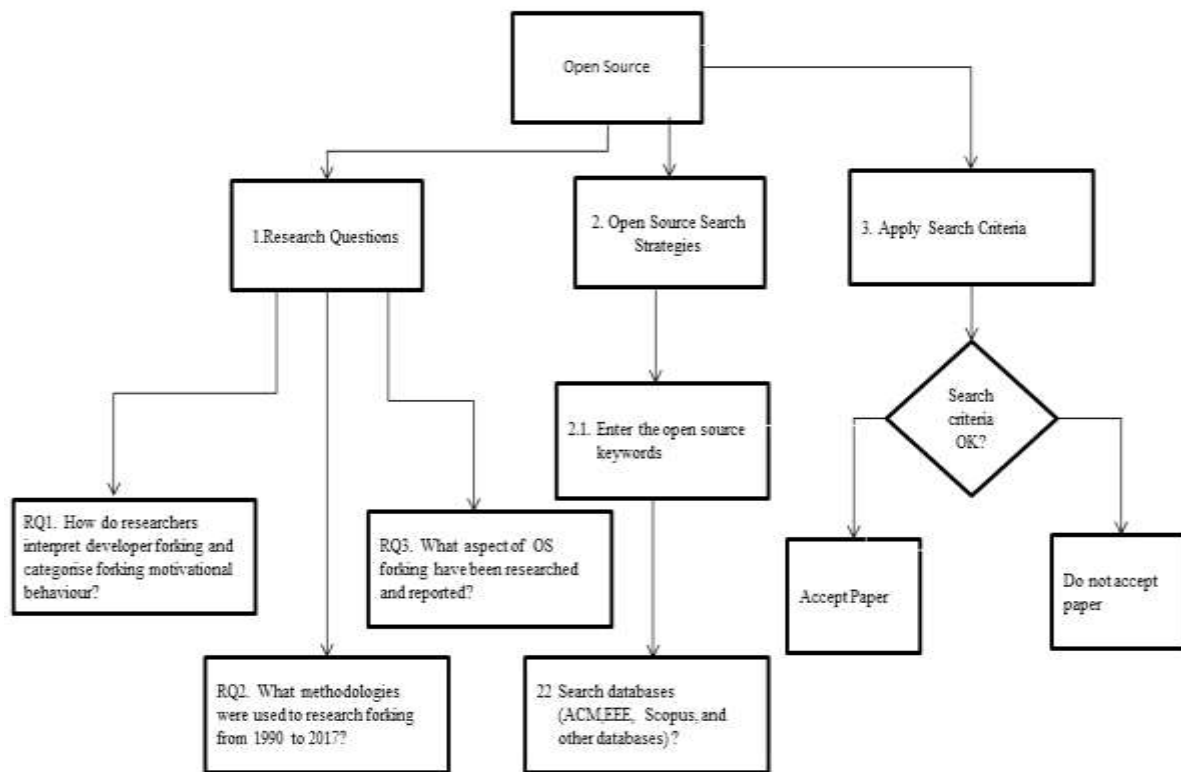 Open Source
1.Research Questions
2. Open Source Search
Strategies
3. Apply Search Criteria
2.1. Enter the open source
keywords
Search
criteria
OK?
RQ1. How do researchers
interpret developer forking and
categorise forking motivational
behaviour?
RQ3. What aspect of OS
forking have been researched
and reported?
Accept Paper
Do not accept
paper
RQ2. What methodologies
were used to research forking
from 1990 to 2017?
22 Search databases
(ACM,EEE, Scopus, and
other databases) ?